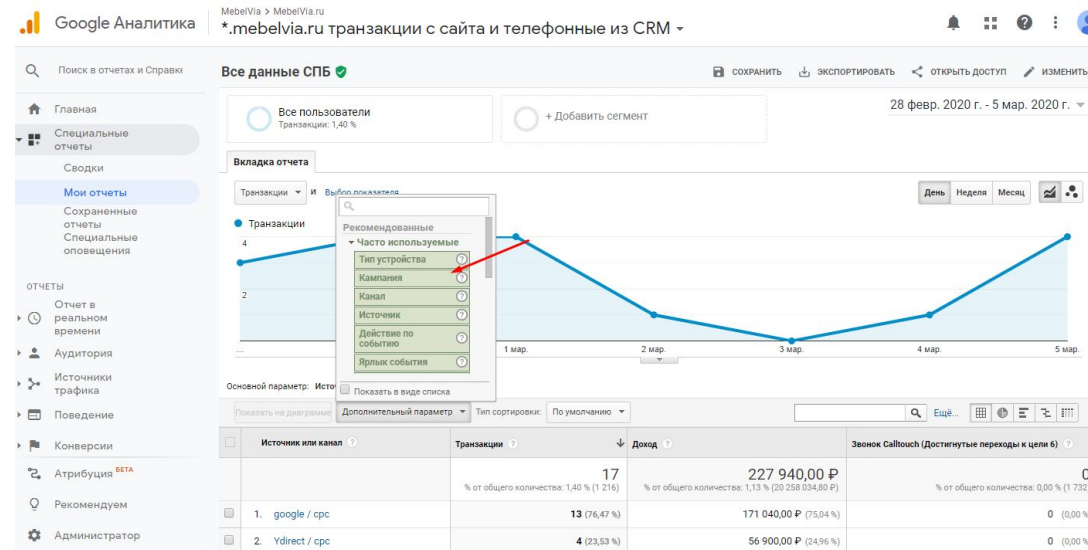 MebelVia > MebelVia.ru
Google Аналитика
*.mebelvia.ru транзакции с сайта и телефонные из CRM
Поиск в отчетах и Справке
Все данные СПБ
СОХРАНИТЬ
ЭКСПОРТИРОВАТЬ
ОТКРЫТЬ ДОСТУП
ИЗМЕНИТЬ
Главная
Специальные
отчеты
Сводки
Мои отчеты
Сохраненные
отчеты
Специальные
оповещения
ОТЧЕТЫ
Отчет в
реальном
времени
Аудитория
Источники
трафика
Поведение
Конверсии
Атрибуция BETA
Рекомендуем
Администратор
Все пользователи
Транзакции: 1,40 %
+ Добавить сегмент
28 февр. 2020 г. - 5 мар. 2020 г.
Вкладка отчета
Транзакции и Выбор показателя
День Неделя Месяц
Транзакции
4
2
Рекомендованные
Часто используемые
Тип устройства
Кампания
Канал
Источник
Действие по
событию
Ярлык события
Показать в виде списка
... 1 мар. 2 мар. 3 мар. 4 мар. 5 мар.
Основной параметр:
Показать на диаграмме Дополнительный параметр Тип сортировки: По умолчанию Ещё...
Источник или канал Транзакции Доход Звонок Calltouch (Достигнутые переходы к цели 6)
17 227 940,00 ₽ 0
% от общего количества: 1,40 % (1 216) % от общего количества: 1,13 % (20 258 034,80 ₽) % от общего количества: 0,00 % (1 732
1. google / cpc 13 (76,47 %) 171 040,00 ₽ (75,04 %) 0 (0,00 %
2. Ydirect / cpc 4 (23,53 %) 56 900,00 ₽ (24,96 %) 0 (0,00 %